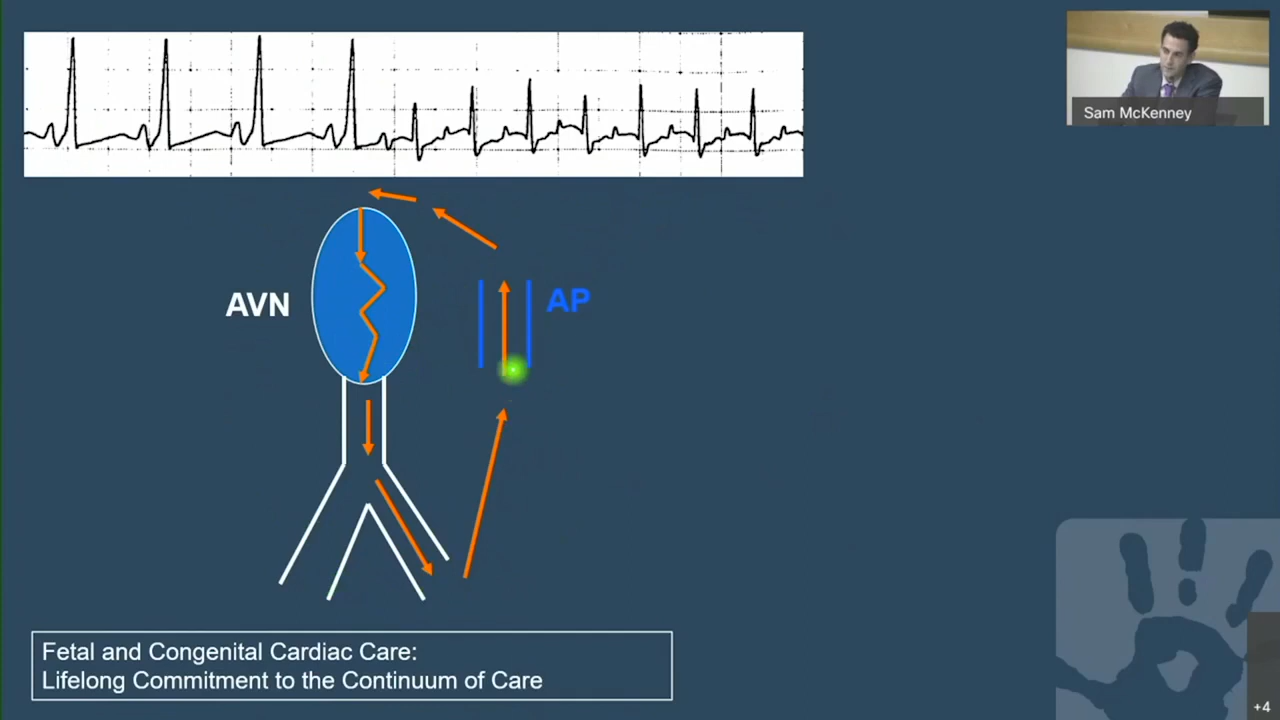 Sam McKenney
AVN
AP
Fetal and Congenital Cardiac Care:
Lifelong Commitment to the Continuum of Care
+4